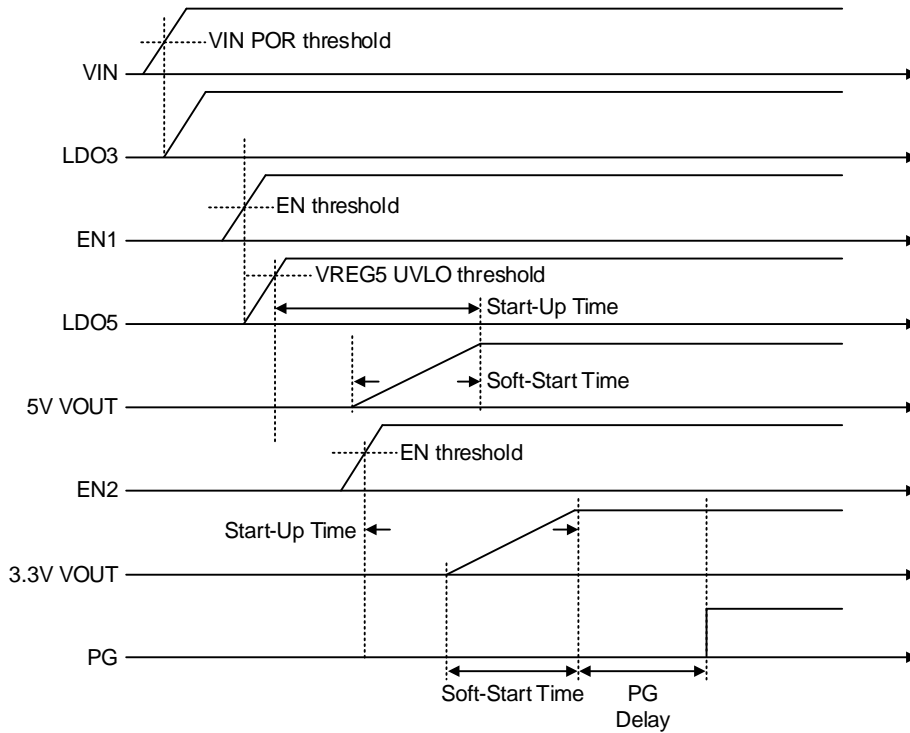 VIN POR threshold
VIN
LDO3
EN threshold
EN1
VREG5 UVLO threshold
Start-Up Time
LDO5
Soft-Start Time
5V VOUT
EN threshold
EN2
Start-Up Time
3.3V VOUT
PG
Soft-Start Time
PG
Delay